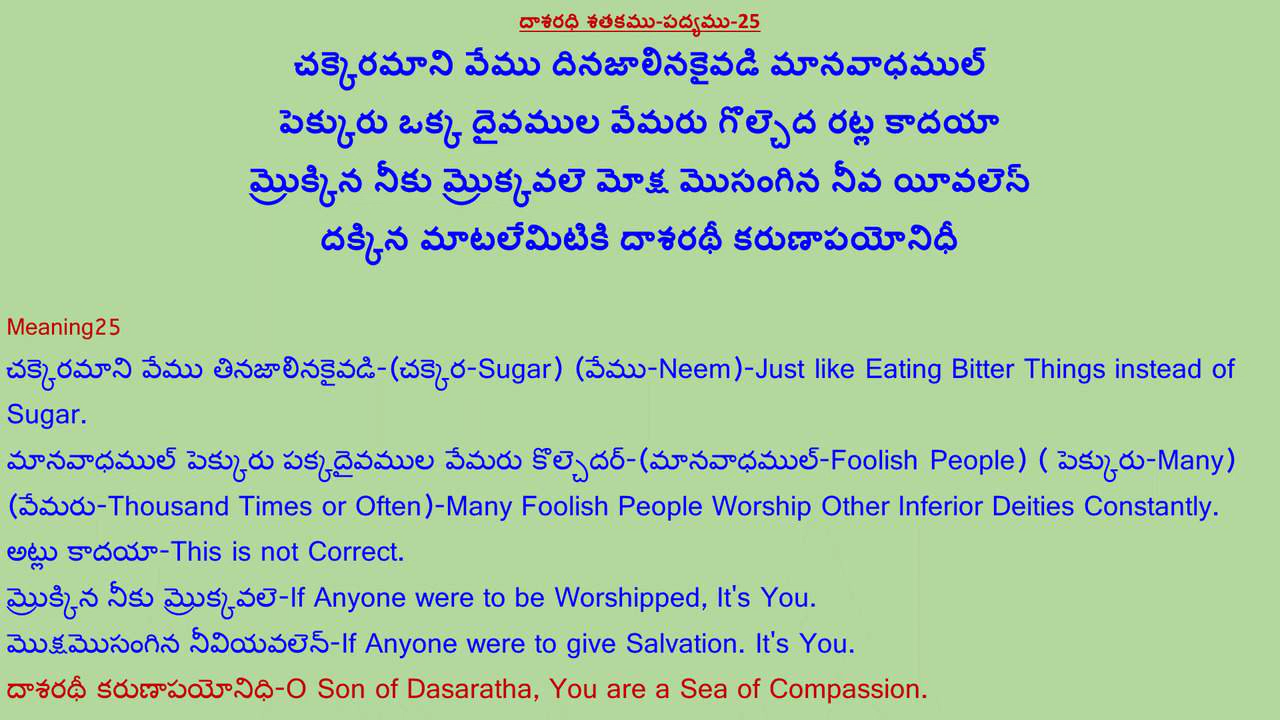 దాశరధి శతకము-పద్యము-25
చక్కెరమాని వేము దినజాలినకైవడి మానవాధముల్
పెక్కురు ఒక్క దైవముల వేమరు గొల్చెద రట్ల కాదయా
మ్రొక్కిన నీకు మ్రొక్కవలె మోక్ష మొసంగిన నీవ యీవలెన్
దక్కిన మాటలేమిటికి దాశరథీ కరుణాపయోనిధీ
Meaning25
చక్కెరమాని వేము తినజాలినకైవడి-(చక్కెర-Sugar) (వేము-Neem)-Just like Eating Bitter Things instead of
Sugar.
మానవాధముల్ పెక్కురు పక్కదైవముల వేమరు కొల్చెదర్-(మానవాధముల్-Foolish People) ( పెక్కురు-Many)
(వేమరు-Thousand Times or Often)-Many Foolish People Worship Other Inferior Deities Constantly.
అట్లు కాదయా-This is not Correct.
మ్రొక్కిన నీకు మ్రొక్కవలె-If Anyone were to be Worshipped, It's You.
మొక్షమొసంగిన నీవియవలెన్-If Anyone were to give Salvation. It's You.
దాశరథీ కరుణాపయోనిధి-O Son of Dasaratha, You are a Sea of Compassion.